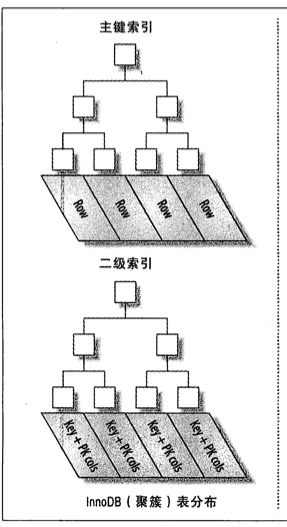 主键索引
Row
Row
Row
Row
二级索引
Key + PK cols
Key + PK cols
Key + PK cols
Key + PK cols
InnoDB（聚簇）表分布